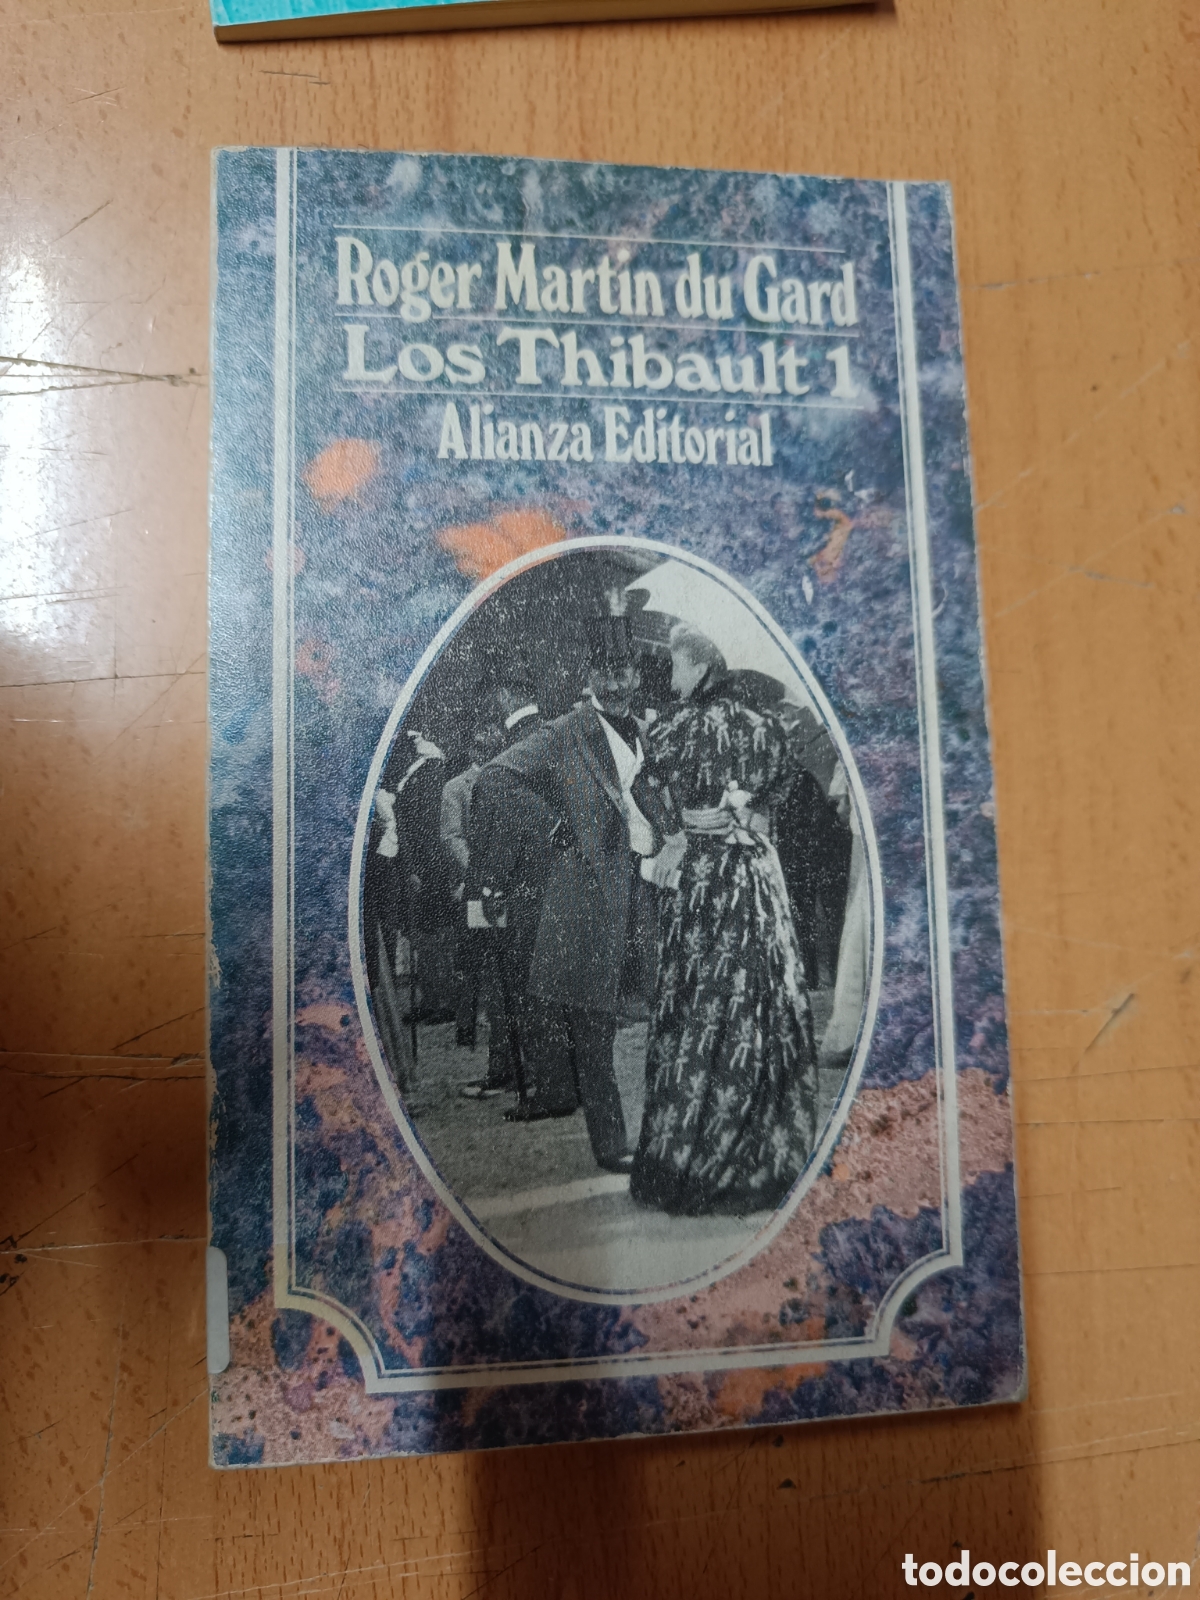 Roger Martin du Gard
Los Thibault 1
Alianza Editorial
todocoleccion